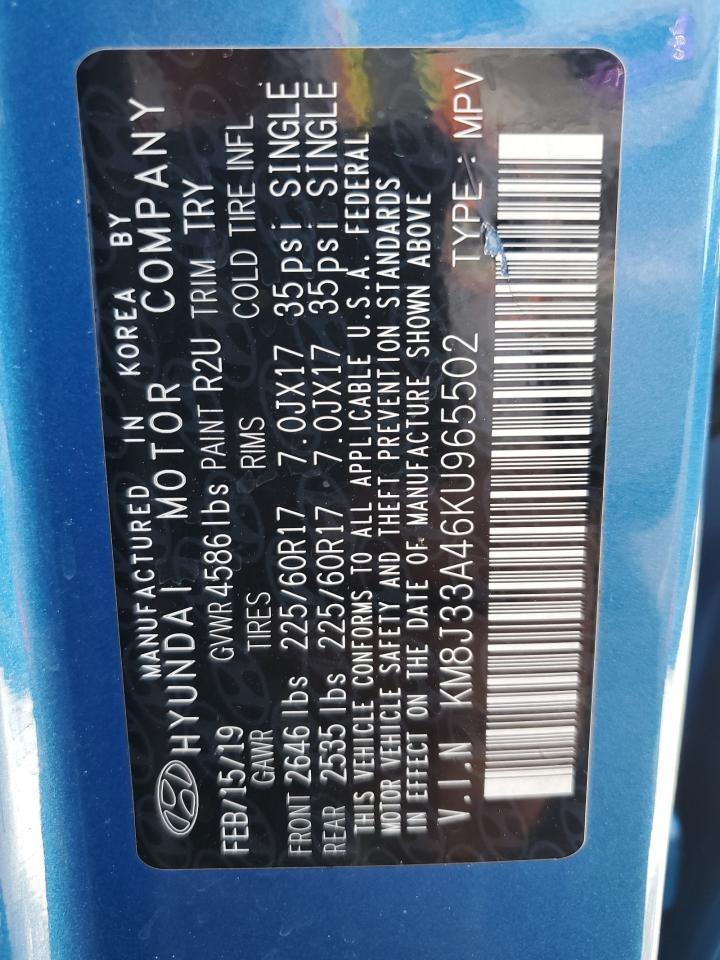 MANUFACTURED IN KOREA BY
HYUNDAI MOTOR COMPANY
FEB/15/19 GVWR 4586 lbs PAINT R2U TRIM TRY
GAWR TIRES RIMS COLD TIRE INFL
FRONT 2646 lbs 225/60R17 7.0JX17 35psi SINGLE
REAR 2535 lbs 225/60R17 7.0JX17 35psi SINGLE
THIS VEHICLE CONFORMS TO ALL APPLICABLE U.S.A. FEDERAL
MOTOR VEHICLE SAFETY AND THEFT PREVENTION STANDARDS
IN EFFECT ON THE DATE OF MANUFACTURE SHOWN ABOVE
V.I.N KM8J33A46KU965502 TYPE : MPV